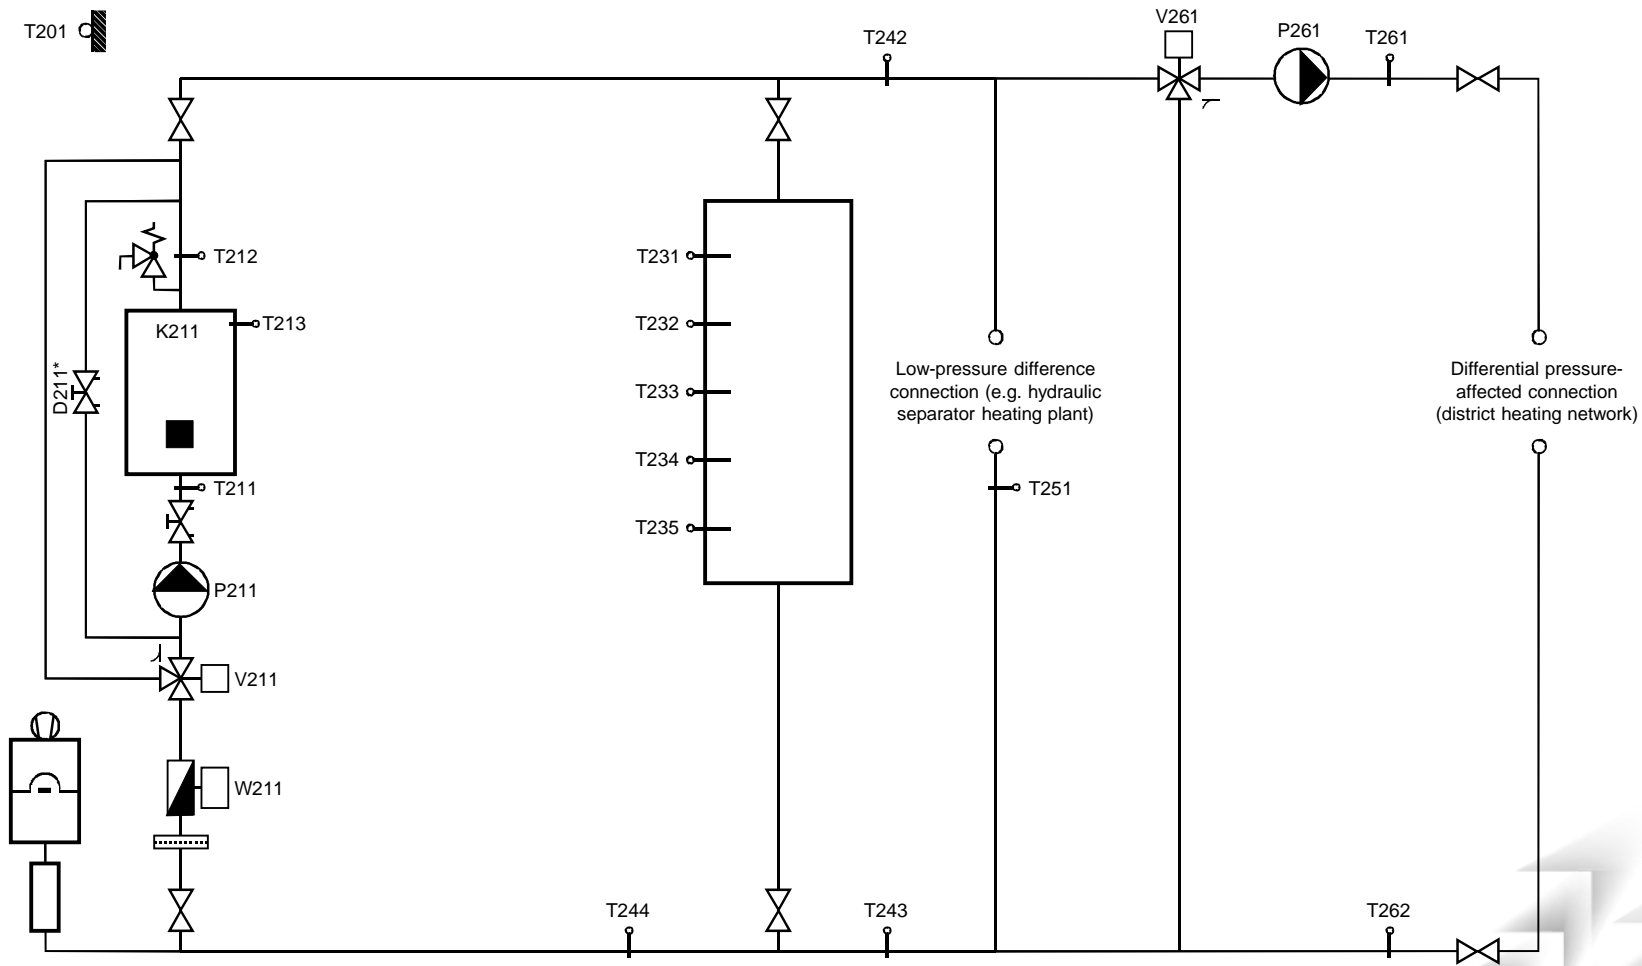 T201
T242
V261
P261
T261
T212
T231
K211
T213
T232
D211*
Low-pressure difference
connection (e.g. hydraulic
separator heating plant)
Differential pressure-
affected connection
(district heating network)
T233
T234
T211
T251
T235
P211
V211
W211
T244
T243
T262